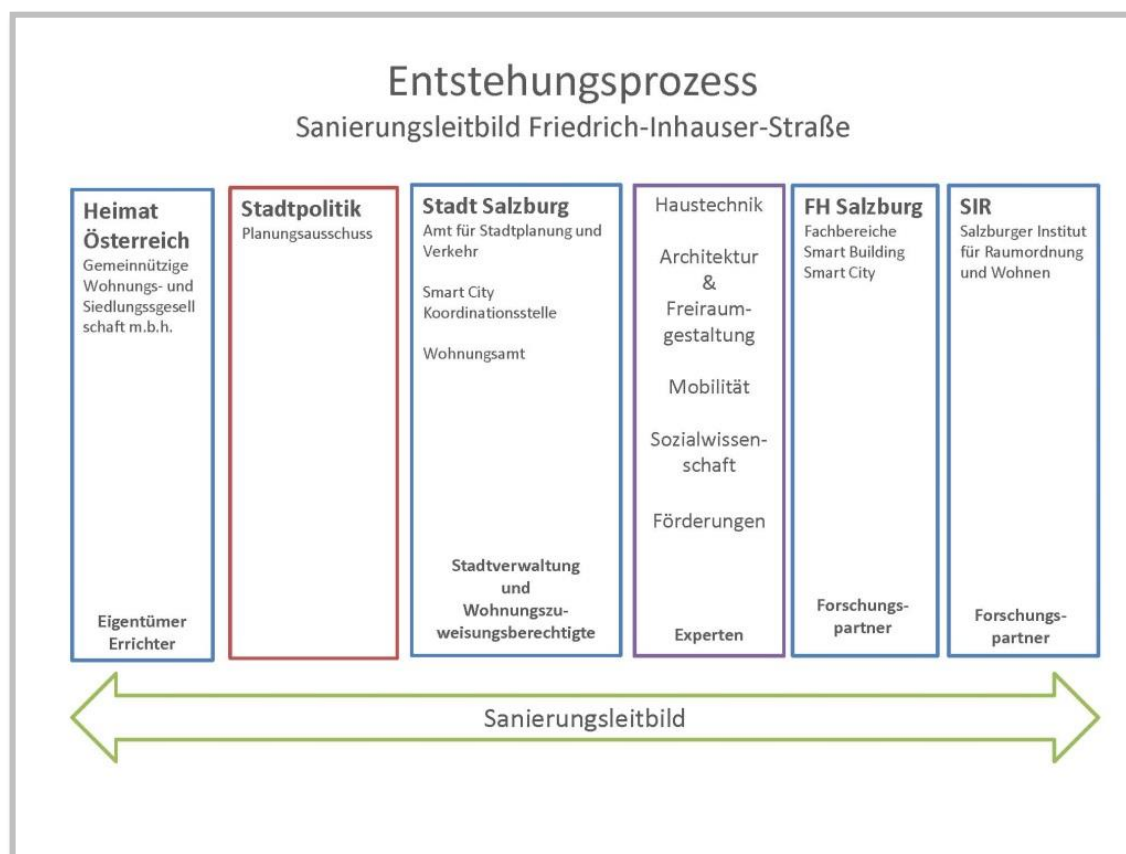 Entstehungsprozess
Sanierungsleitbild Friedrich-Inhauser-Straße
Heimat
Österreich
Gemeinnützige
Wohnungs- und
Siedlungssgesell
schaft m.b.h.
Eigentümer
Errichter
Stadtpolitik
Planungsausschuss
Stadt Salzburg
Amt für Stadtplanung und
Verkehr
Smart City
Koordinationsstelle
Wohnungsamt
Stadtverwaltung
und
Wohnungszu-
weisungsberechtigte
Haustechnik
Architektur
&
Freiraum-
gestaltung
Mobilität
Sozialwissen-
schaft
Förderungen
Experten
FH Salzburg
Fachbereiche
Smart Building
Smart City
Forschungs-
partner
SIR
Salzburger Institut
für Raumordnung
und Wohnen
Forschungs-
partner
Sanierungsleitbild